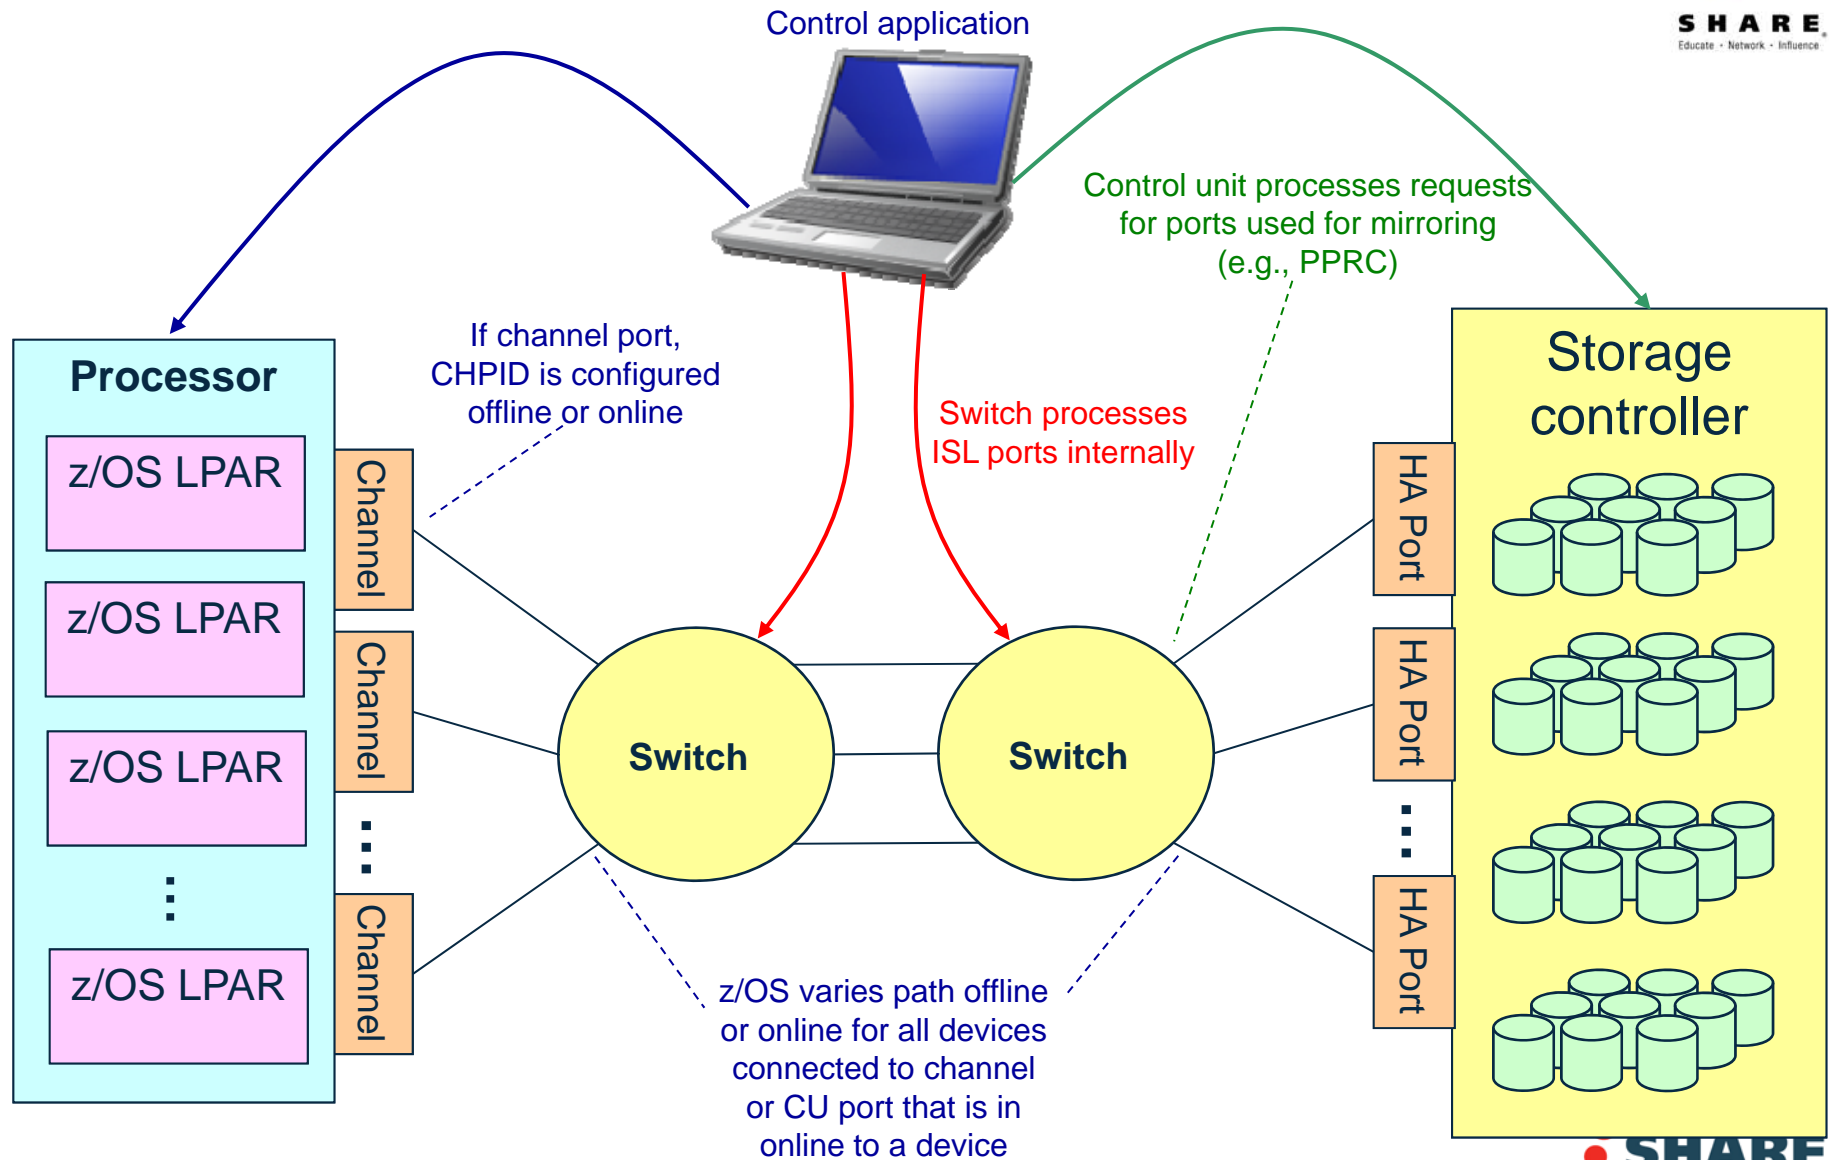 Control application
SHARE
Educate · Network · Influence
Control unit processes requests
for ports used for mirroring
(e.g., PPRC)
If channel port,
CHPID is configured
offline or online
Switch processes
ISL ports internally
Processor
z/OS LPAR
z/OS LPAR
z/OS LPAR
...
z/OS LPAR
Channel
Channel
...
Channel
Switch
Switch
HA Port
HA Port
...
HA Port
Storage
controller
z/OS varies path offline
or online for all devices
connected to channel
or CU port that is in
online to a device
SHARE